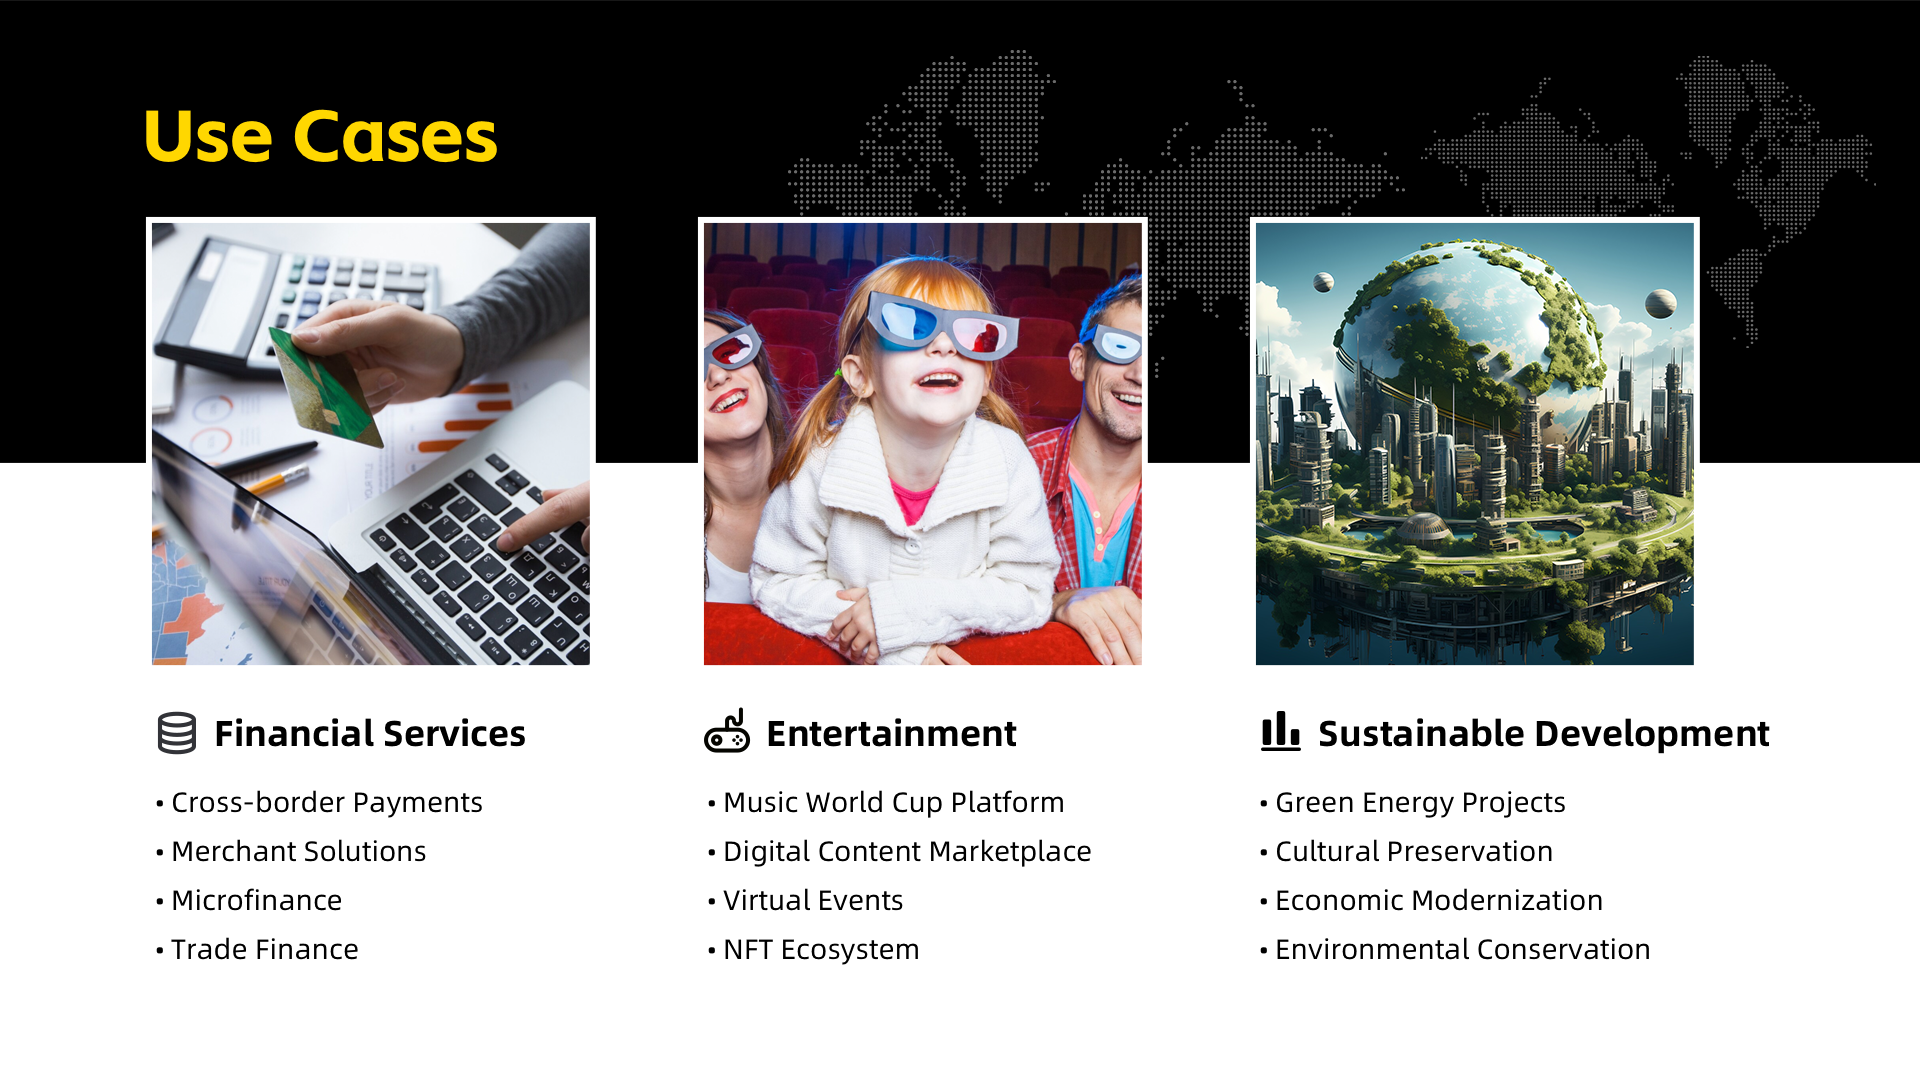 Use Cases
Financial Services
• Cross-border Payments
• Merchant Solutions
• Microfinance
• Trade Finance
Entertainment
• Music World Cup Platform
• Digital Content Marketplace
• Virtual Events
• NFT Ecosystem
Sustainable Development
• Green Energy Projects
• Cultural Preservation
• Economic Modernization
• Environmental Conservation